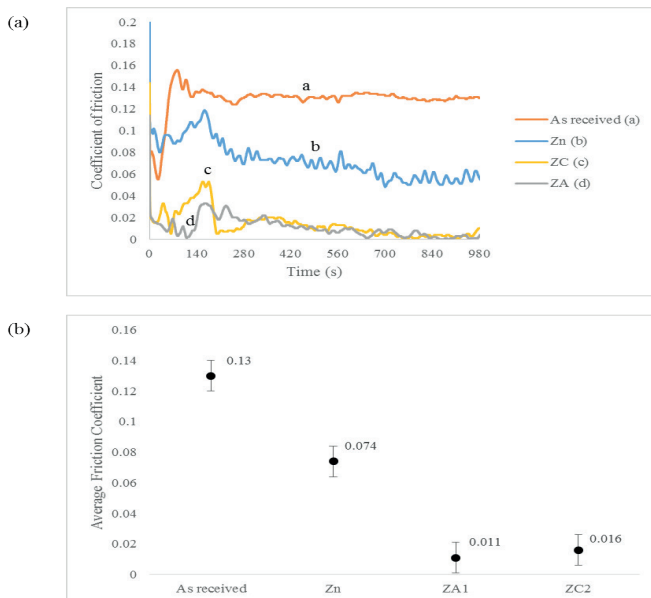 (a)
0.2
0.18
0.16
0.14
0.12
0.1
0.08
0.06
0.04
0.02
0
Coefficient of friction
a
b
c
d
As received (a)
Zn (b)
ZC (c)
ZA (d)
0 140 280 420 560 700 840 980
Time (s)
(b)
0.16
0.14
0.12
0.1
0.08
0.06
0.04
0.02
0
Average Friction Coefficient
0.13
0.074
0.011
0.016
As received Zn ZA1 ZC2